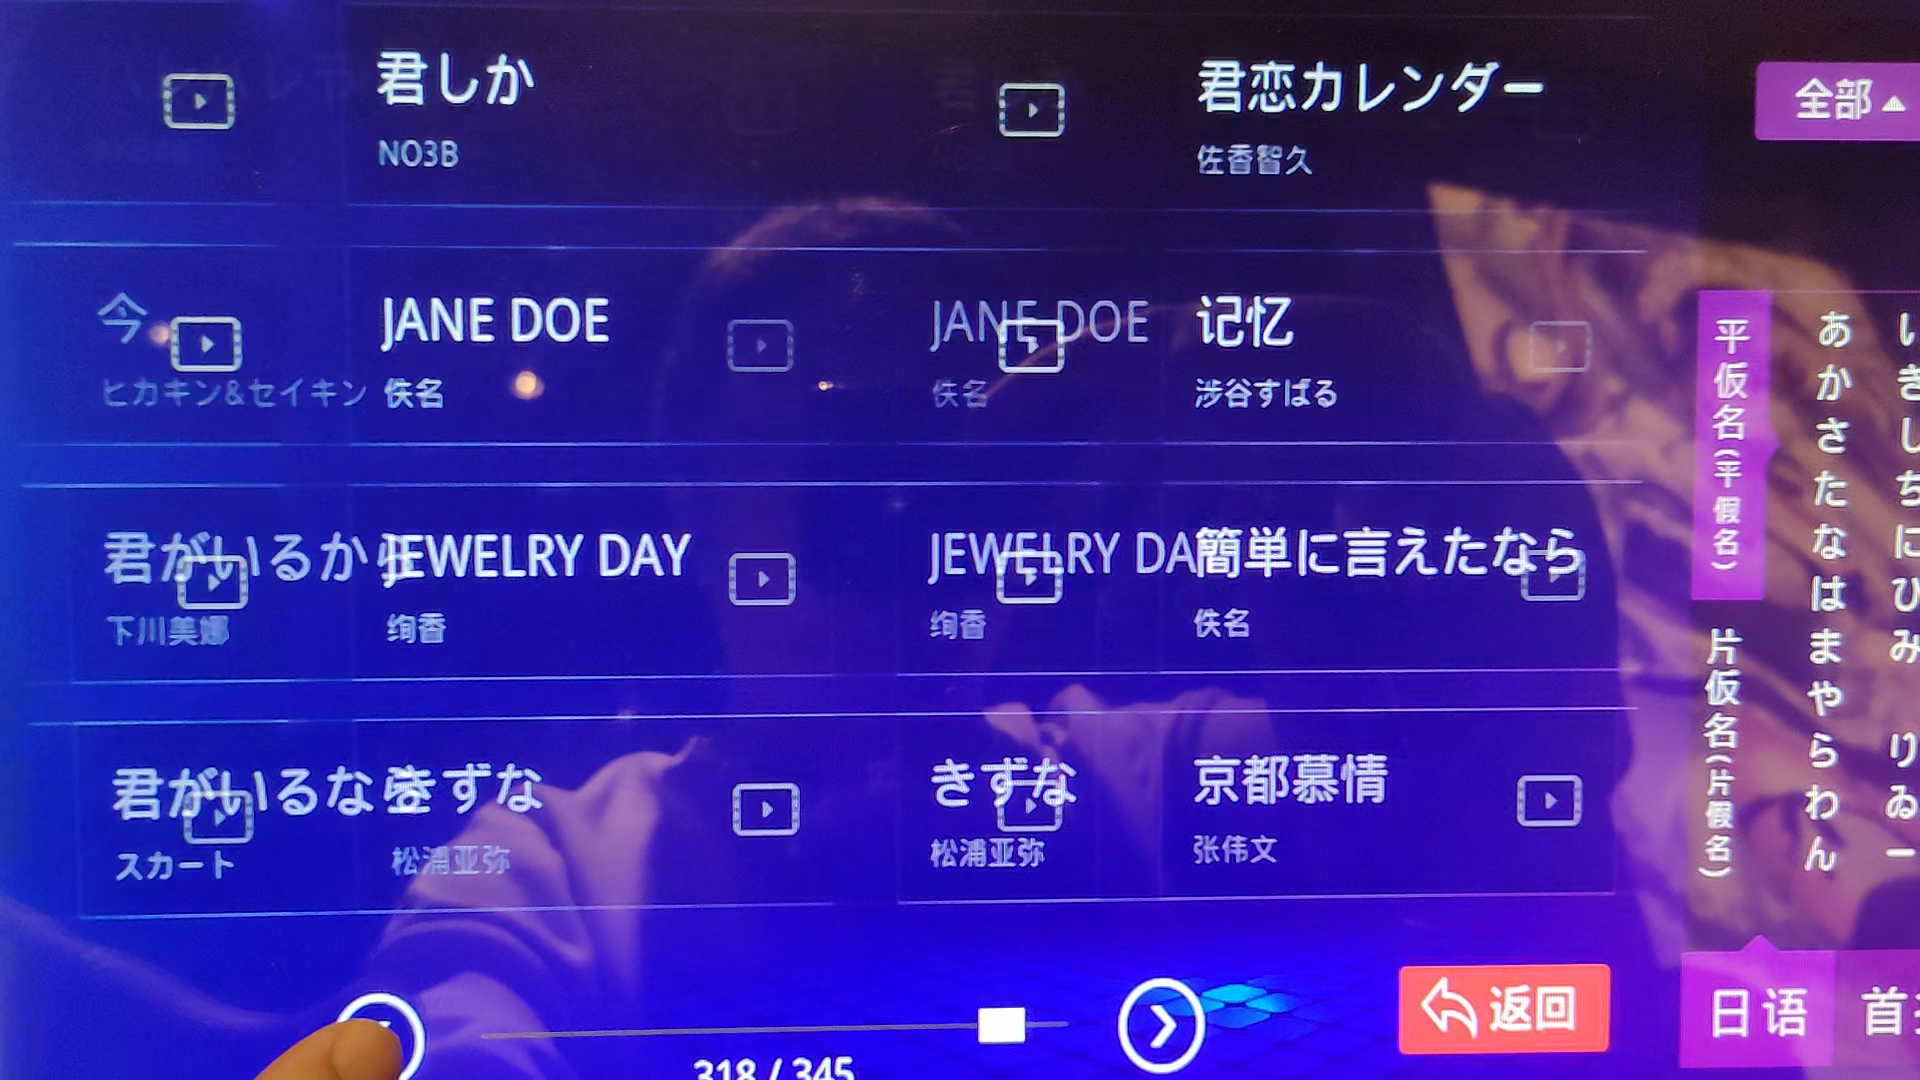 君しか
NO3B
君恋カレンダー
佐香智久
全部
今
ヒカキン&セイキン
JANE DOE
佚名
JANE DOE
佚名
记忆
渉谷すばる
君がいるから
下川美娜
JEWELRY DAY
绚香
JEWELRY DA
绚香
簡単に言えたなら
佚名
君がいるなら
スカート
きずな
松浦亚弥
きずな
松浦亚弥
京都慕情
张伟文
平仮名(平假名)
片仮名(片假名)
あかさたなはまやらわん
いきしちにひみ りゐー
318 / 345
返回
日语
首